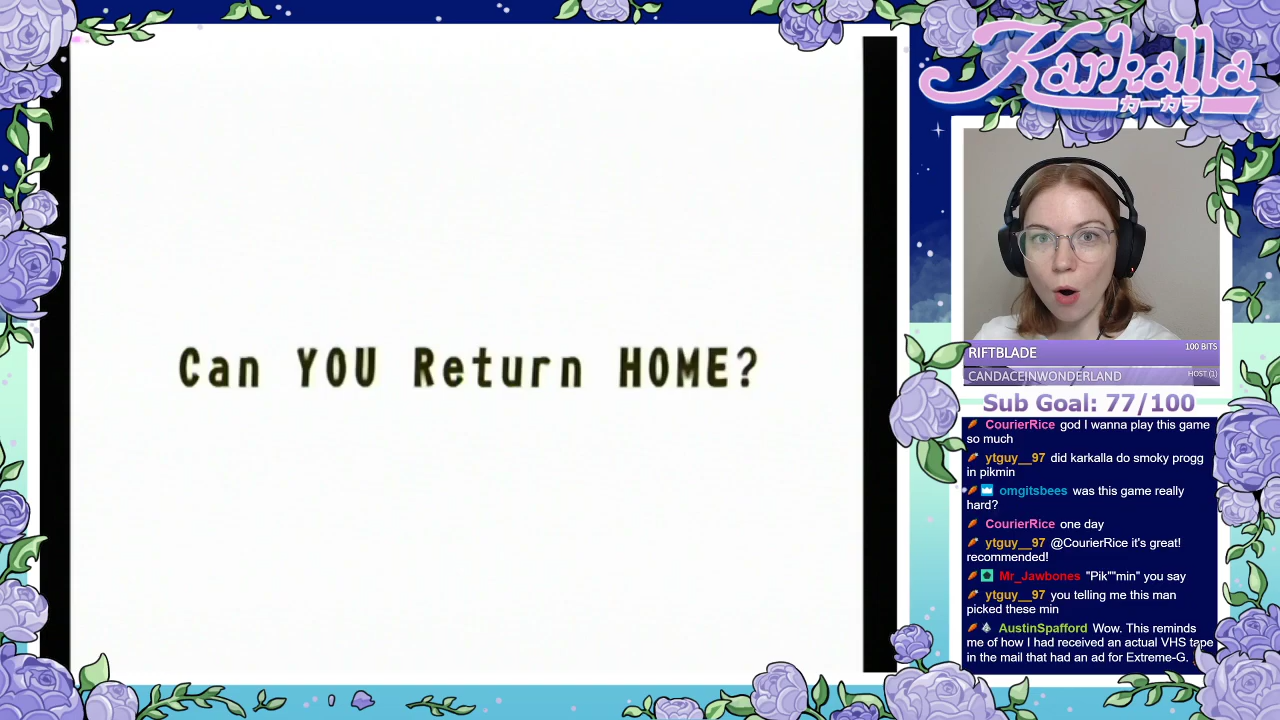 Karkalla
カーカラ
Can YOU Return HOME?
RIFTBLADE 100 BITS
CANDACEINWONDERLAND HOST (1)
Sub Goal: 77/100
CourierRice god I wanna play this game
so much
ytguy__97 did karkalla do smoky progg
in pikmin
omgitsbees was this game really
hard?
CourierRice one day
ytguy__97 @CourierRice it's great!
recommended!
Mr_Jawbones "Pik""min" you say
ytguy__97 you telling me this man
picked these min
AustinSpafford Wow. This reminds
me of how I had received an actual VHS tape
in the mail that had an ad for Extreme-G.